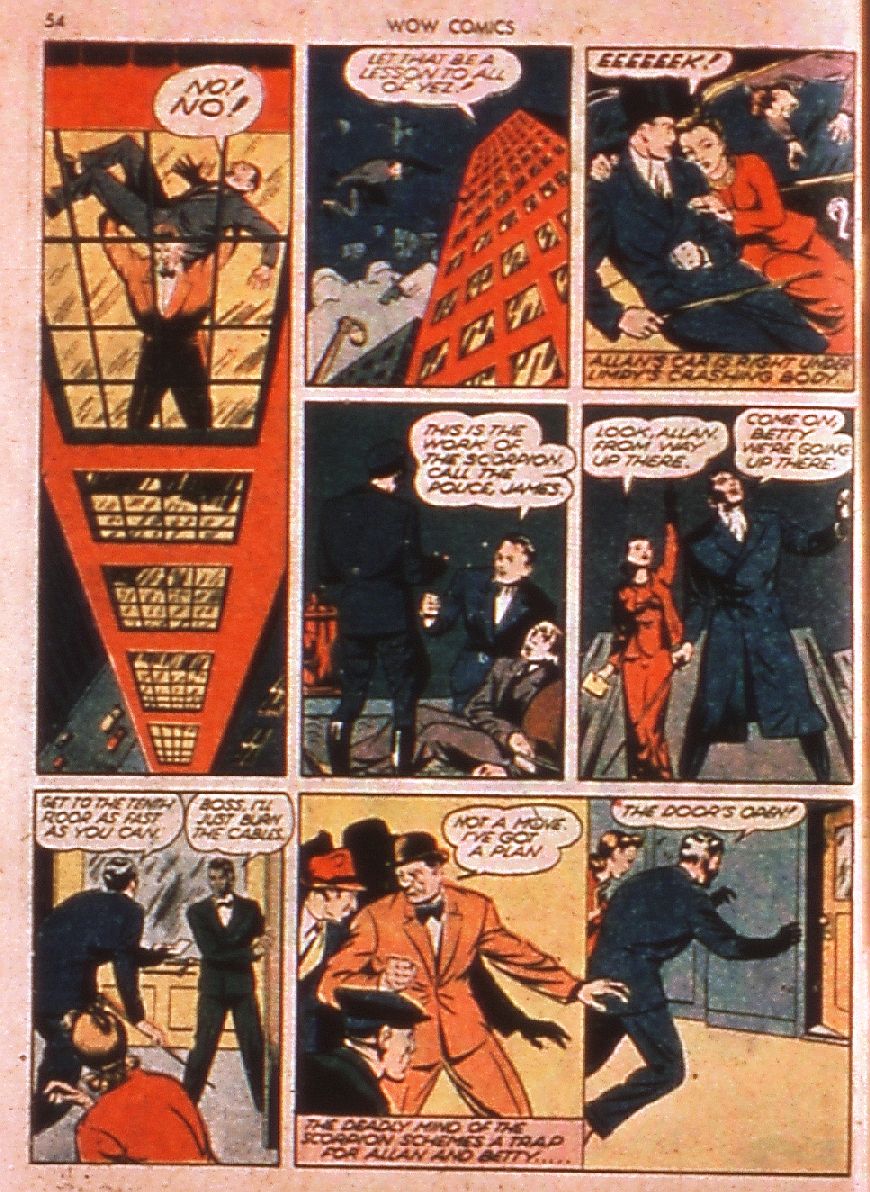 54
WOW COMICS
NO!
NO!
LET THAT BE A
LESSON TO ALL
OF YEZ!
EEEEEEK!
ALLAN'S CAR IS RIGHT UNDER
LIMPY'S CRASHING BODY.
THIS IS THE
WORK OF
THE SCORPION.
CALL THE
POLICE, JAMES.
LOOK, ALLAN.
FROM 'WAY
UP THERE.
COME ON,
BETTY
WE'RE GOING
UP THERE.
GET TO THE TENTH
FLOOR AS FAST
AS YOU CAN.
BOSS, I'LL
JUST BURN
THE CABLES.
NOT A MOVE.
I'VE GOT
A PLAN
THE DEADLY MIND OF THE
SCORPION SCHEMES A TRAP
FOR ALLAN AND BETTY.....
THE DOOR'S OPEN!